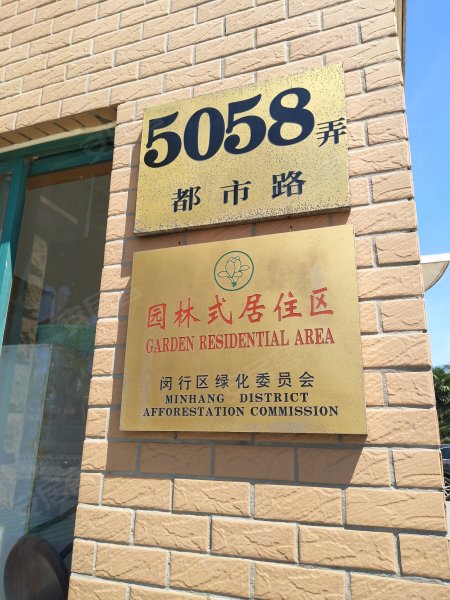 5058弄
都市路
园林式居住区
GARDEN RESIDENTIAL AREA
闵行区绿化委员会
MINHANG DISTRICT
AFFORESTATION COMMISSION